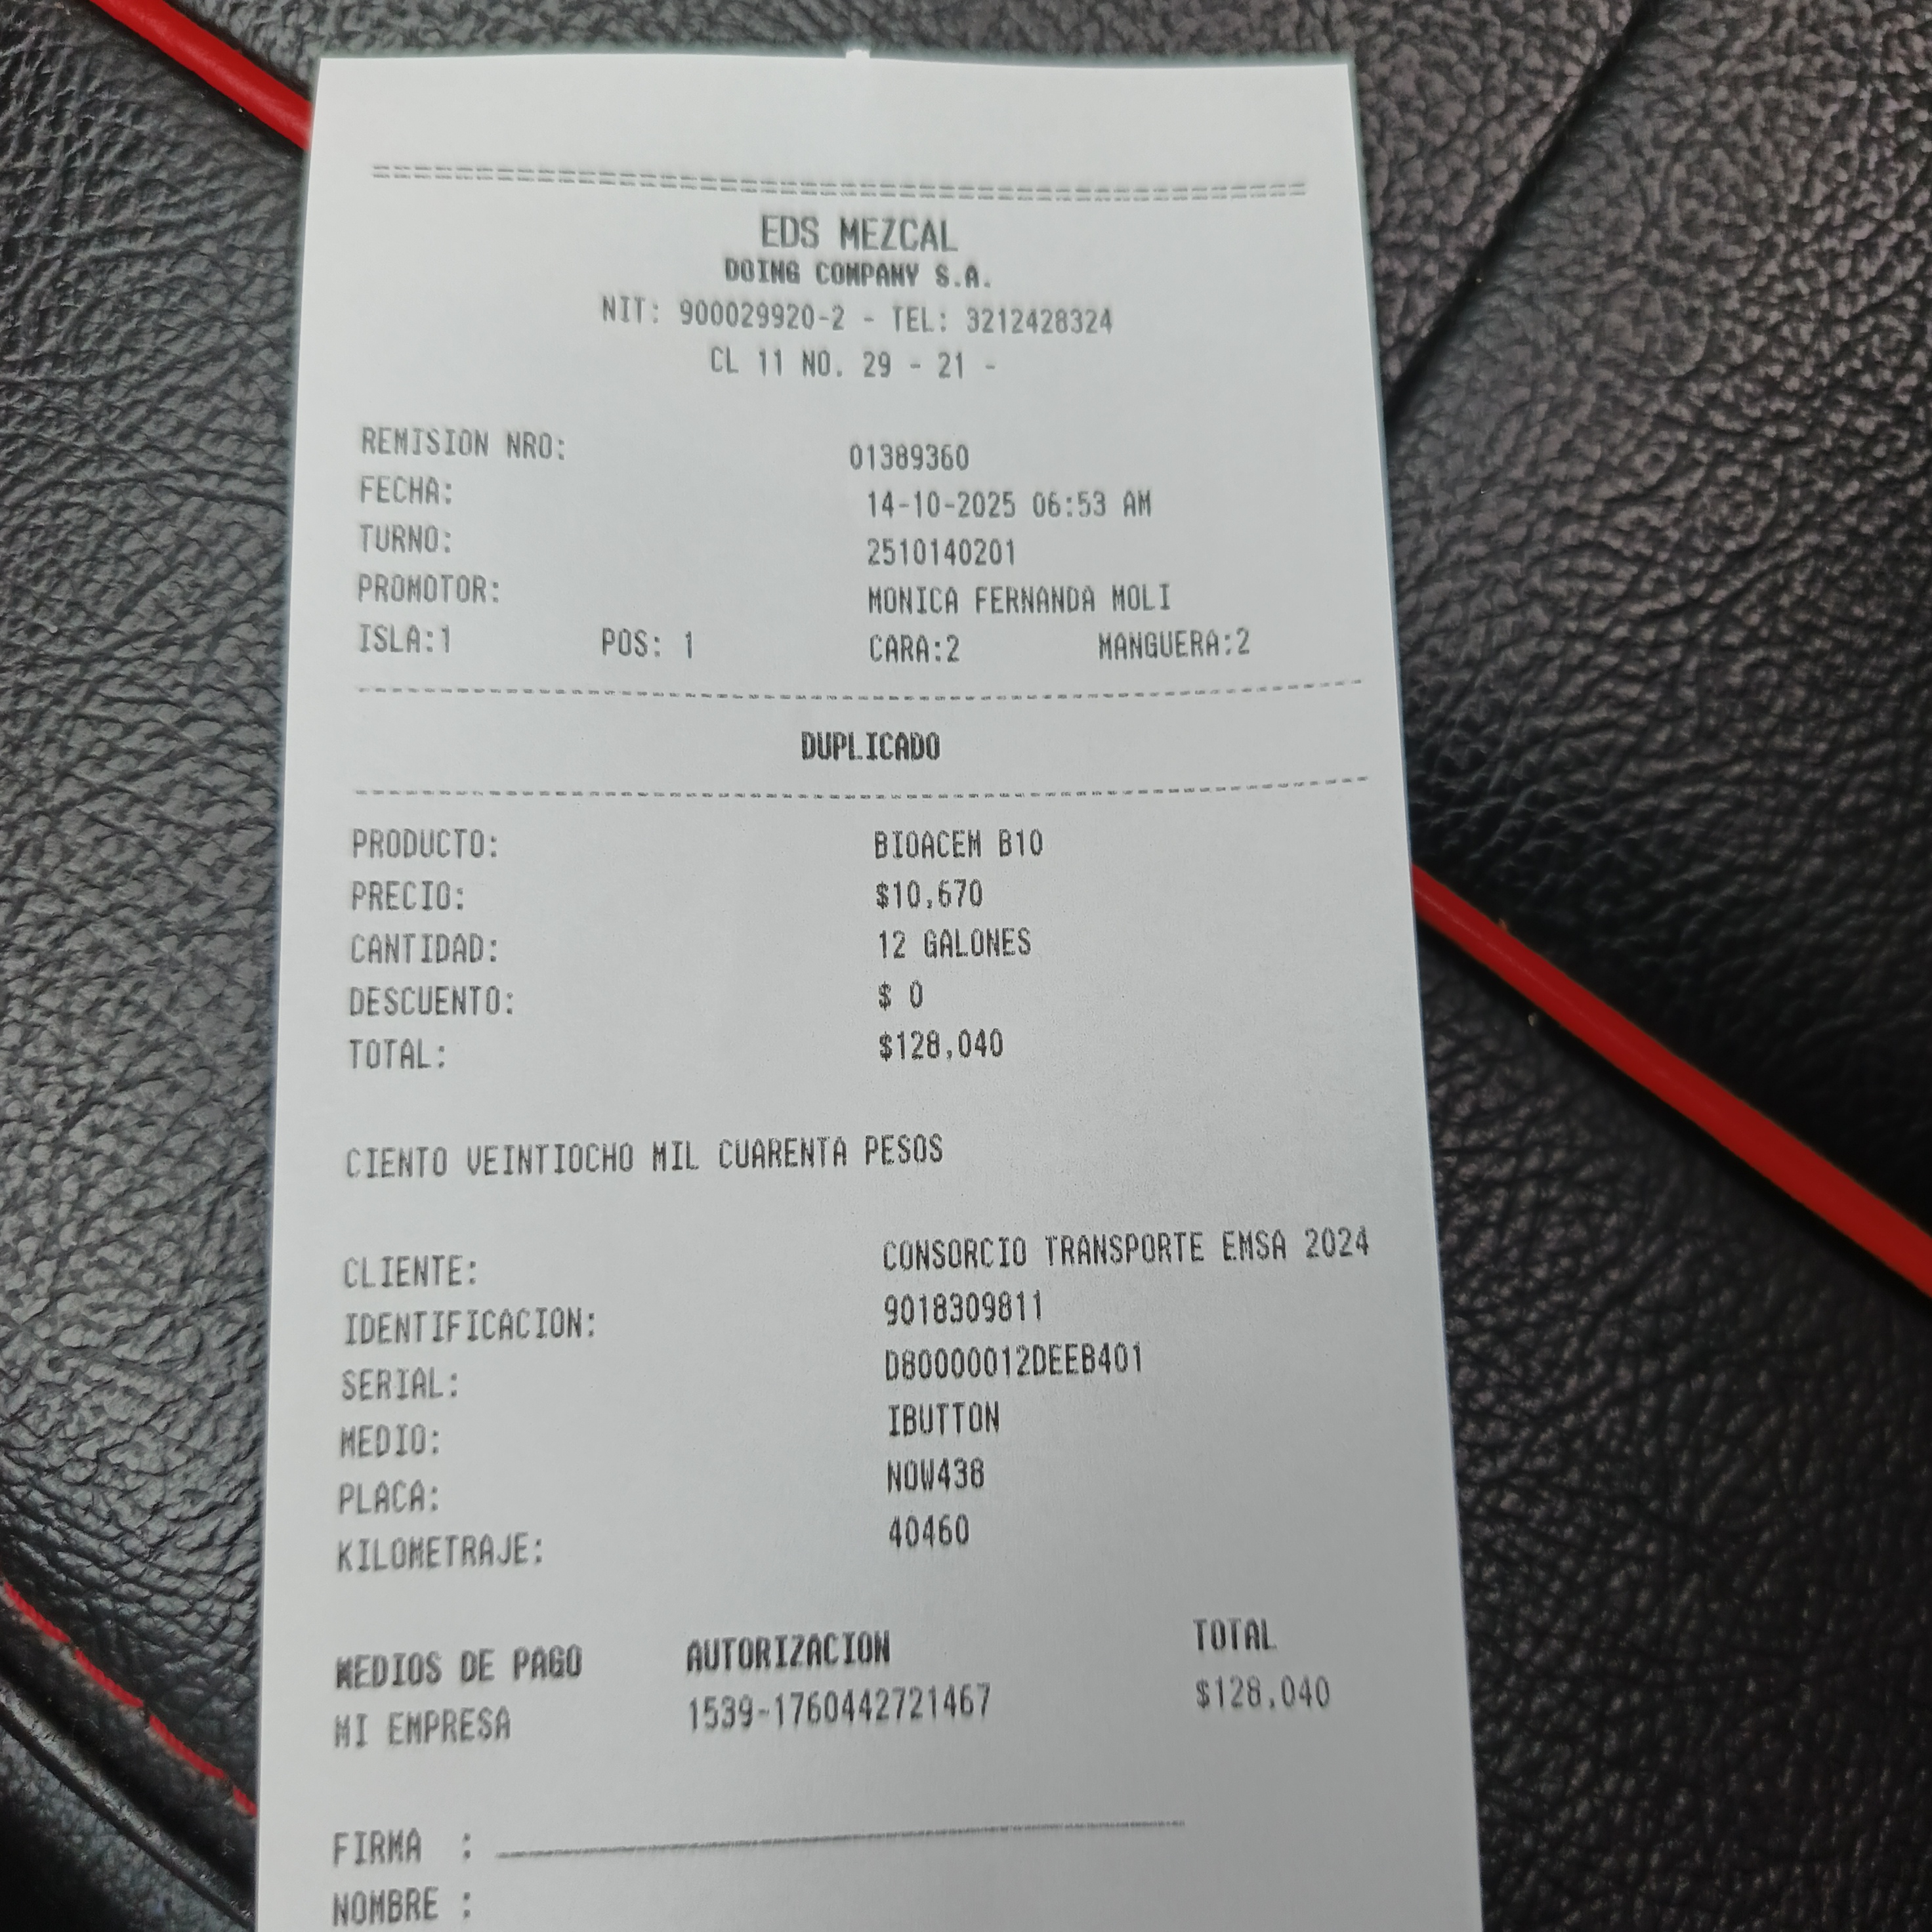 EDS MEZCAL
DOING COMPANY S.A.
NIT: 900029920-2 - TEL: 3212428324
CL 11 NO. 29 - 21 -
REMISION NRO: 01389360
FECHA: 14-10-2025 06:53 AM
TURNO: 2510140201
PROMOTOR: MONICA FERNANDA MOLI
ISLA:1 POS: 1 CARA:2 MANGUERA:2
DUPLICADO
PRODUCTO: BIOACEM B10
PRECIO: $10,670
CANTIDAD: 12 GALONES
DESCUENTO: $ 0
TOTAL: $128,040
CIENTO VEINTIOCHO MIL CUARENTA PESOS
CLIENTE: CONSORCIO TRANSPORTE EMSA 2024
IDENTIFICACION: 9018309811
SERIAL: D80000012DEEB401
MEDIO: IBUTTON
PLACA: NOW438
KILOMETRAJE: 40460
MEDIOS DE PAGO AUTORIZACION TOTAL
MI EMPRESA 1539-1760442721467 $128,040
FIRMA :
NOMBRE :